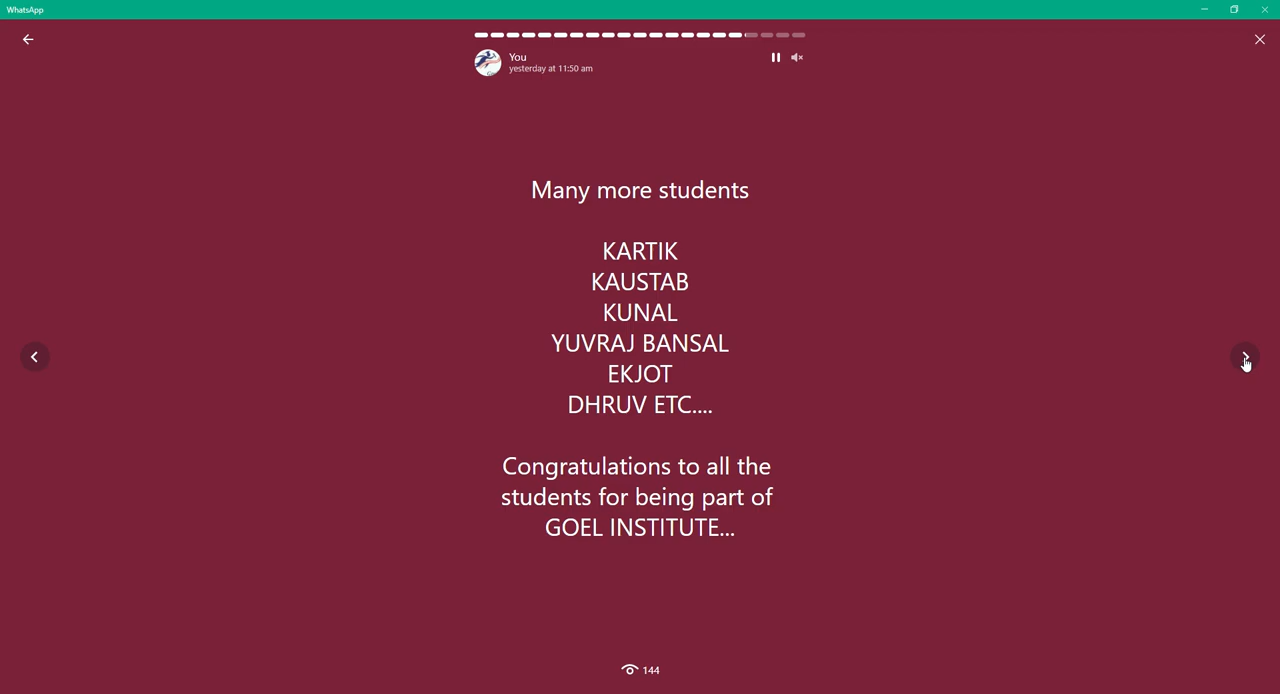 WhatsApp
You
yesterday at 11:50 am
Many more students
KARTIK
KAUSTAB
KUNAL
YUVRAJ BANSAL
EKJOT
DHRUV ETC....
Congratulations to all the
students for being part of
GOEL INSTITUTE...
144